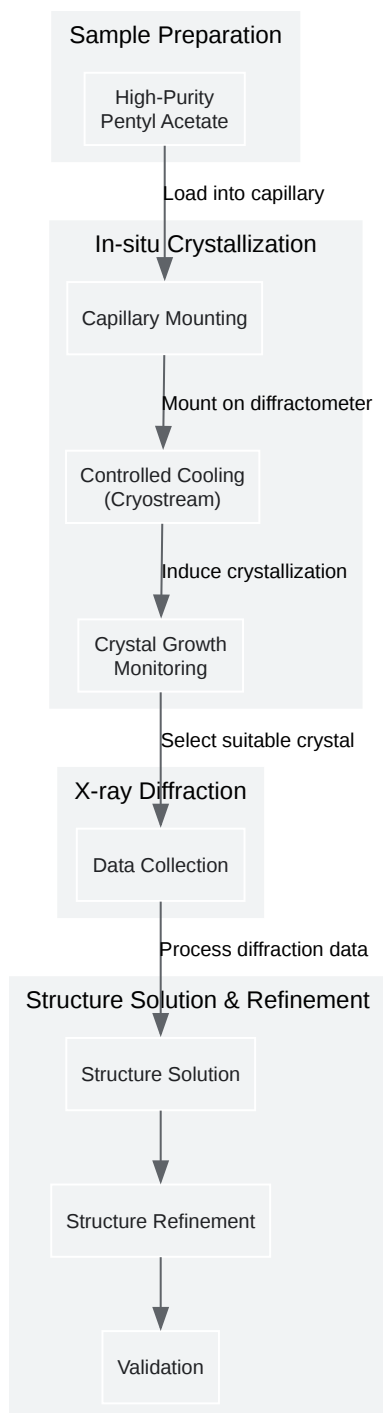 Sample Preparation
High-Purity
Pentyl Acetate
Load into capillary
In-situ Crystallization
Capillary Mounting
Mount on diffractometer
Controlled Cooling
(Cryostream)
Induce crystallization
Crystal Growth
Monitoring
Select suitable crystal
X-ray Diffraction
Data Collection
Process diffraction data
Structure Solution & Refinement
Structure Solution
Structure Refinement
Validation